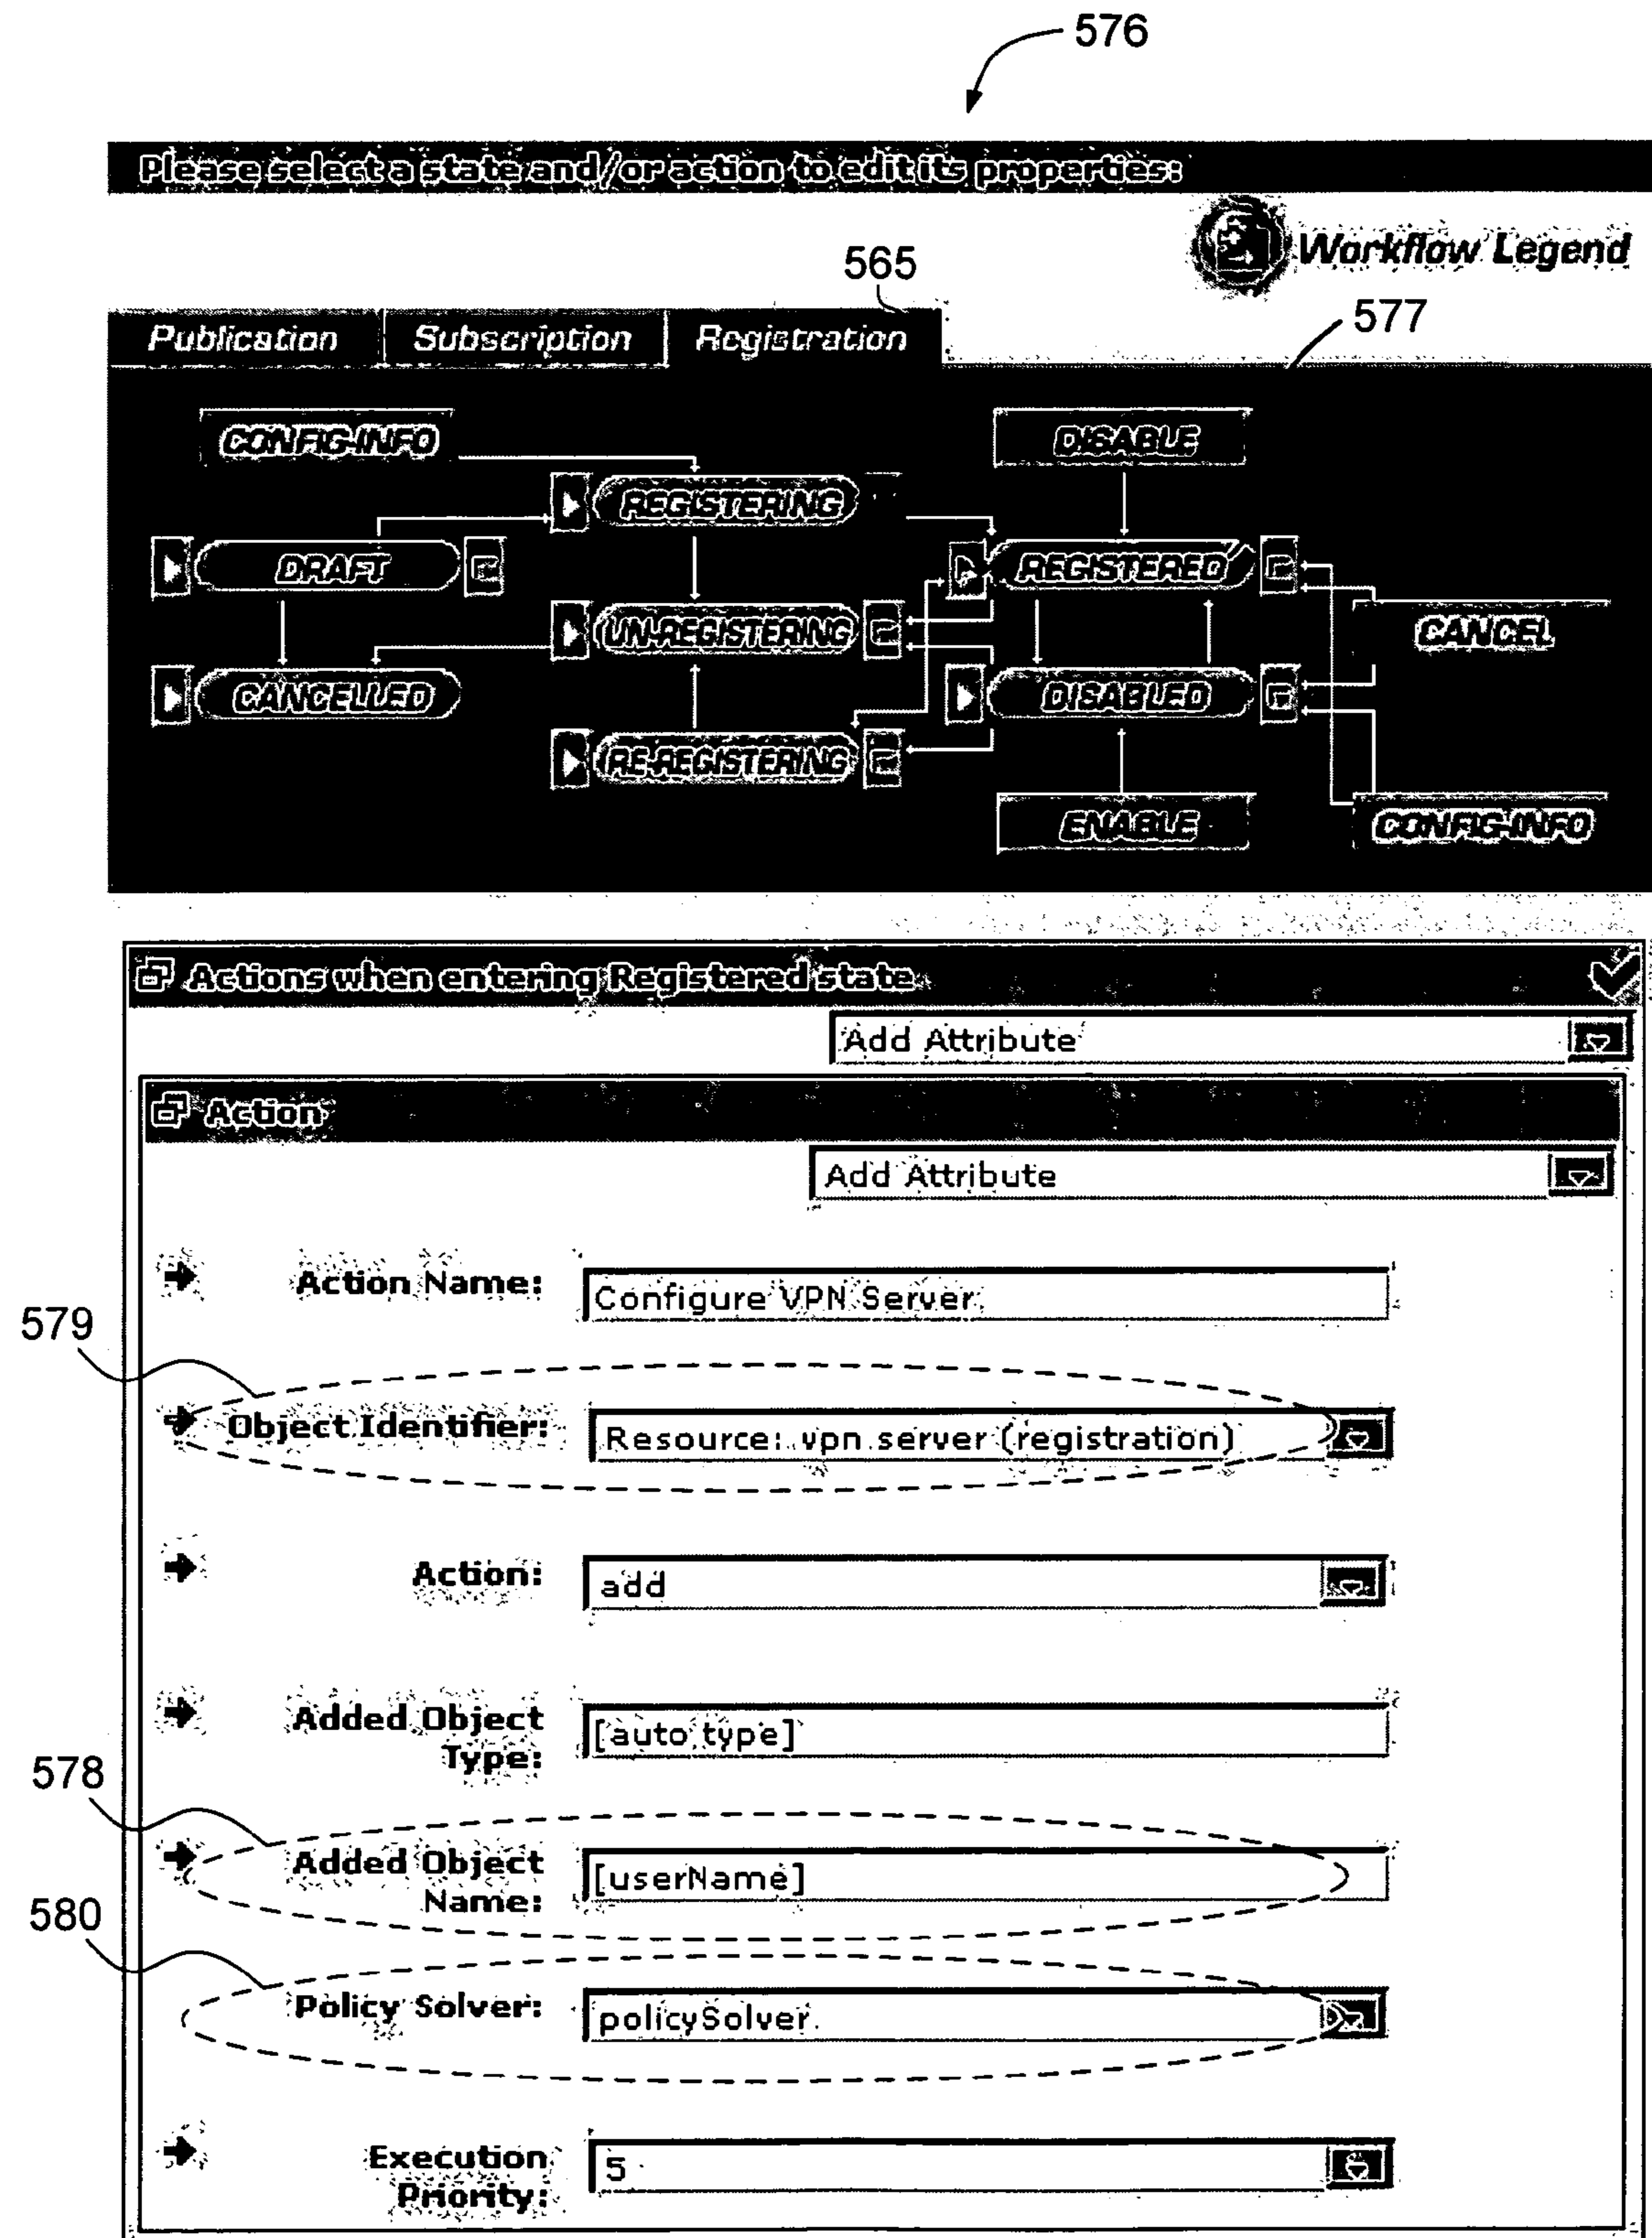 576
Please select a state and/or action to edit its properties:
Workflow Legend
565
577
Publication Subscription Registration
CONFIG-INFO DISABLE
REGISTERING
DRAFT REGISTERED
UN-REGISTERING CANCEL
CANCELLED DISABLED
RE-REGISTERING
ENABLE CONFIG-INFO
Actions when entering Registered state
Add Attribute
Action
Add Attribute
Action Name: Configure VPN Server
579
Object Identifier: Resource: vpn server (registration)
Action: add
Added Object Type: [auto type]
578
Added Object Name: [userName]
580
Policy Solver: policySolver
Execution Priority: 5